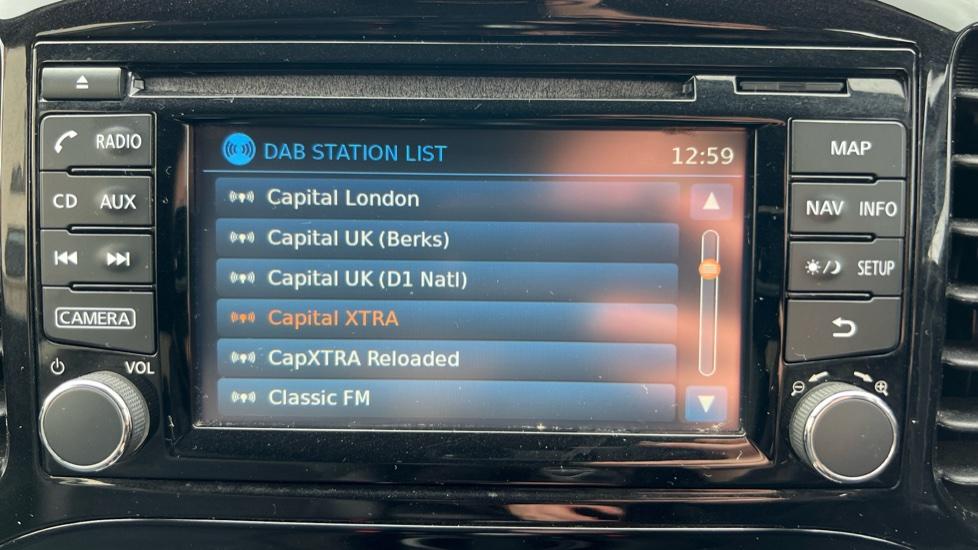 RADIO
CD AUX
CAMERA
VOL
DAB STATION LIST 12:59
Capital London
Capital UK (Berks)
Capital UK (D1 Natl)
Capital XTRA
CapXTRA Reloaded
Classic FM
MAP
NAV INFO
SETUP